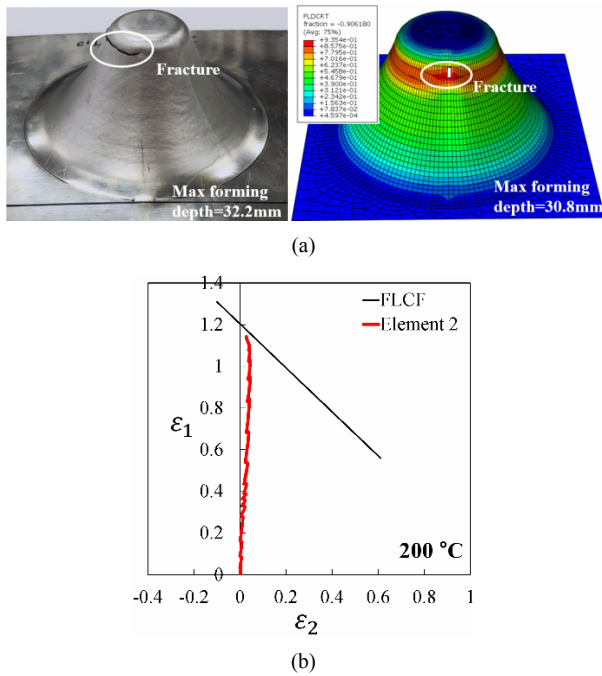 Fracture
Max forming
depth=32.2mm
FLDCRT
fraction = -0.906180
(Avg: 75%)
+9.354e-01
+8.575e-01
+7.795e-01
+7.016e-01
+6.237e-01
+5.458e-01
+4.679e-01
+3.900e-01
+3.121e-01
+2.342e-01
+1.563e-01
+7.837e-02
+4.597e-04
Fracture
Max forming
depth=30.8mm
(a)
1.4
1.2
1
0.8
0.6
0.4
0.2
0
ε1
FLCF
Element 2
200 °C
-0.4 -0.2 0 0.2 0.4 0.6 0.8 1
ε2
(b)